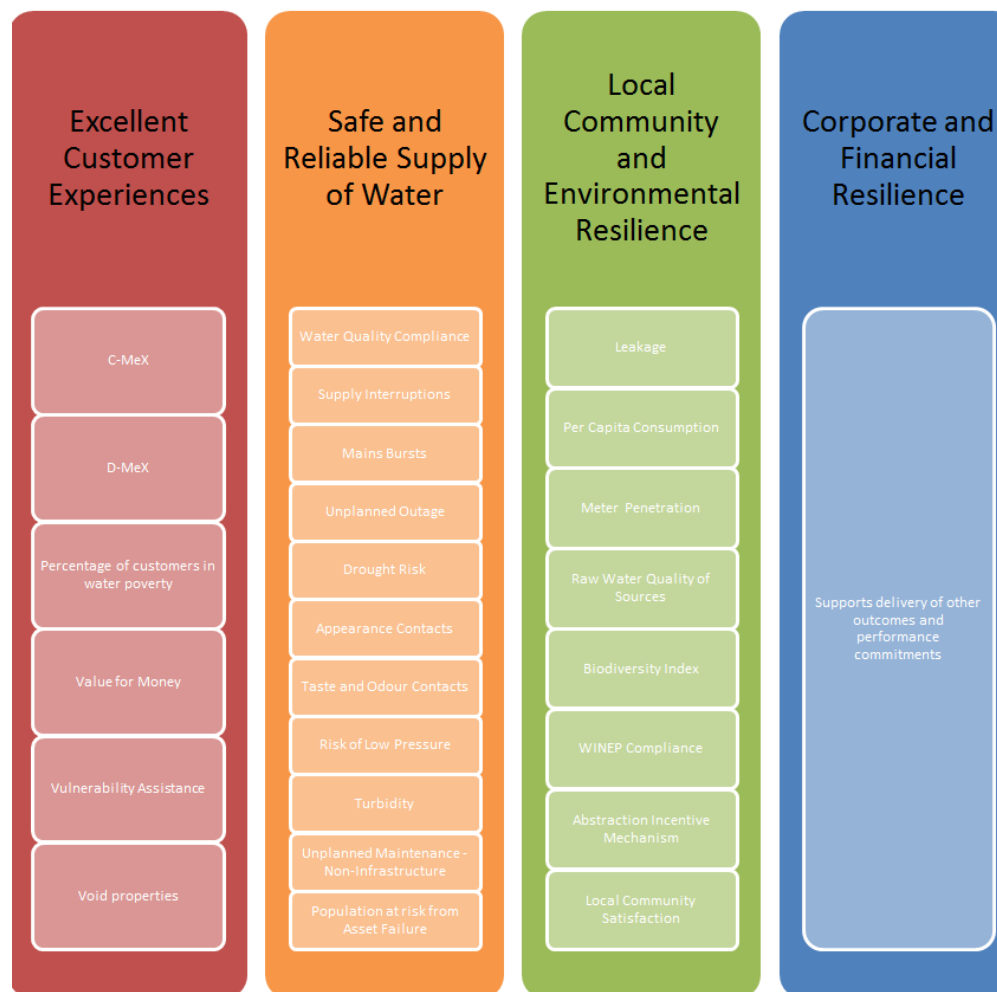 Excellent
Customer
Experiences
C-MeX
D-MeX
Percentage of customers in
water poverty
Value for Money
Vulnerability Assistance
Void properties
Safe and
Reliable Supply
of Water
Water Quality Compliance
Supply Interruptions
Mains Bursts
Unplanned Outage
Drought Risk
Appearance Contacts
Taste and Odour Contacts
Risk of Low Pressure
Turbidity
Unplanned Maintenance -
Non-Infrastructure
Population at risk from
Asset Failure
Local
Community
and
Environmental
Resilience
Leakage
Per Capita Consumption
Meter Penetration
Raw Water Quality of
Sources
Biodiversity Index
WINEP Compliance
Abstraction Incentive
Mechanism
Local Community
Satisfaction
Corporate and
Financial
Resilience
Supports delivery of other
outcomes and
performance
commitments